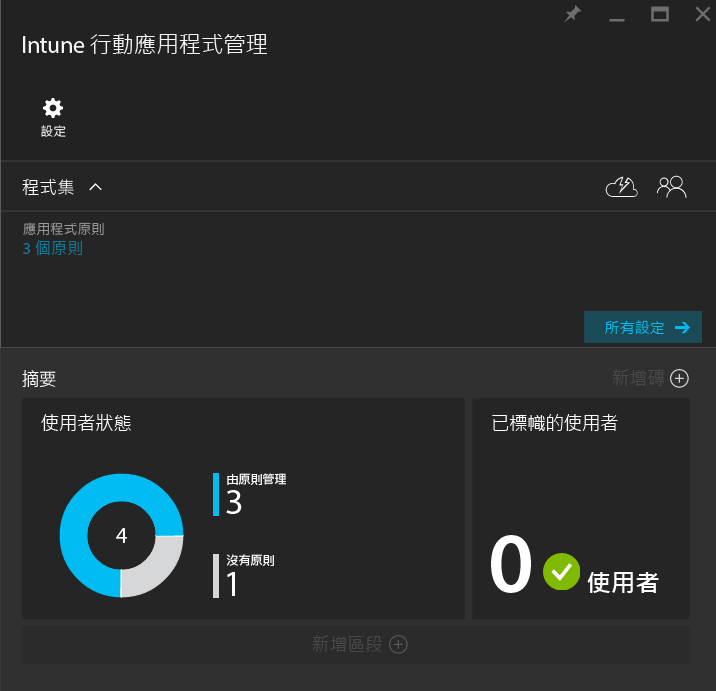 Intune 行動應用程式管理
設定
程式集
應用程式原則
3 個原則
所有設定
摘要
新增磚
使用者狀態
4
由原則管理
3
沒有原則
1
已標幟的使用者
0 使用者
新增區段